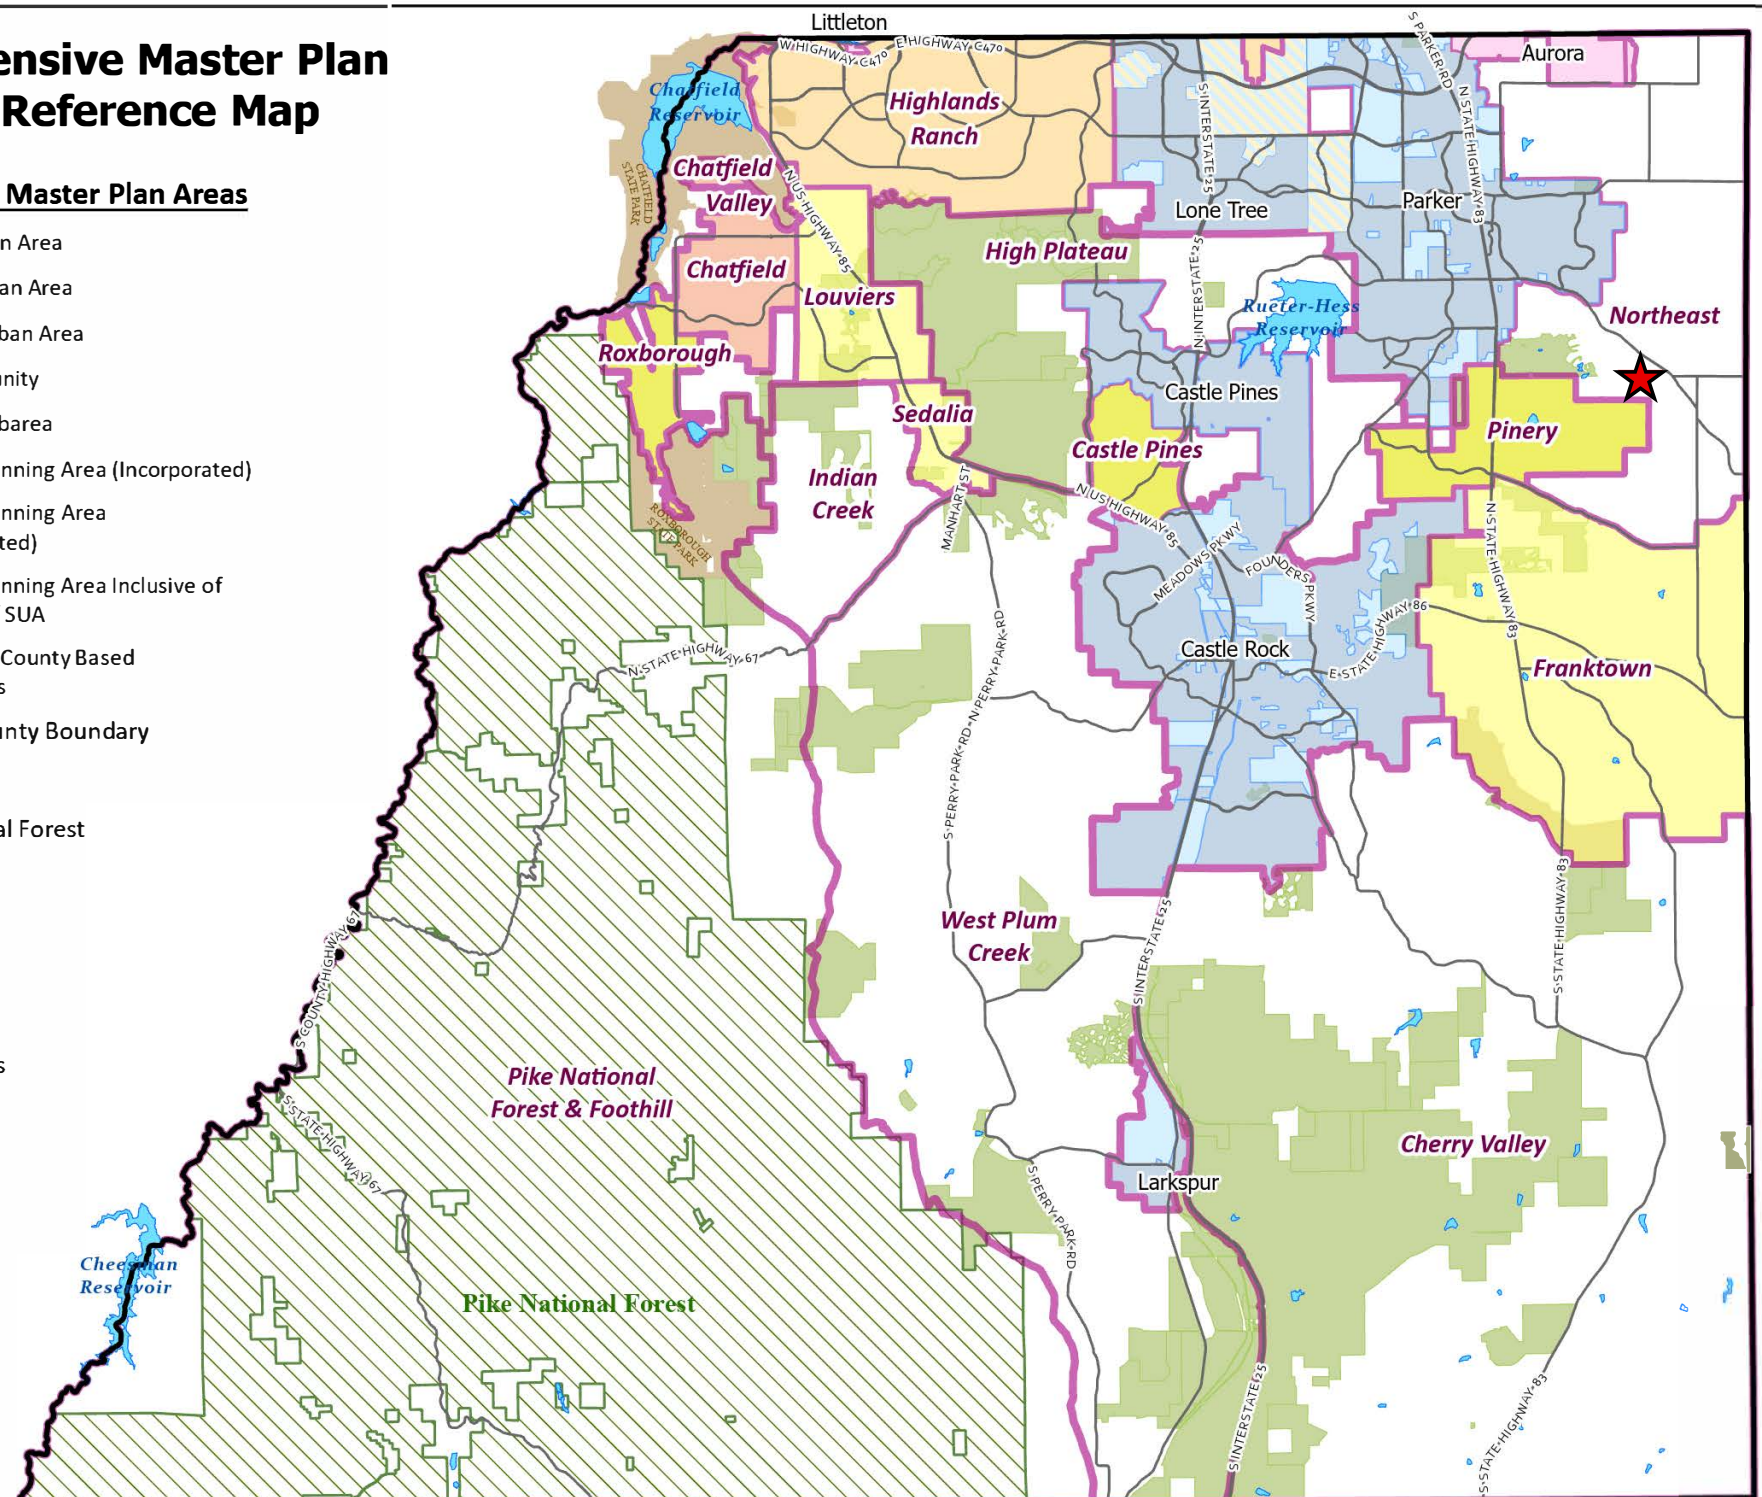 ensive Master Plan
Reference Map
Master Plan Areas
n Area
an Area
ban Area
nity
barea
nning Area (Incorporated)
nning Area
ted)
nning Area Inclusive of
SUA
County Based
s
nty Boundary
al Forest
s
Littleton
W HIGHWAY C470
E HIGHWAY C470
S PARKER RD
Aurora
Chatfield
Reservoir
Highlands
Ranch
S INTERSTATE 25
N STATE HIGHWAY 83
CHATFIELD
STATE PARK
Chatfield
Valley
N US HIGHWAY 85
Lone Tree
Parker
High Plateau
Chatfield
Louviers
N INTERSTATE 25
Rueter-Hess
Reservoir
Northeast
Roxborough
Castle Pines
Sedalia
Castle Pines
Pinery
Indian
Creek
MANHART ST
N US HIGHWAY 85
ROXBOROUGH
STATE PARK
MEADOWS PKWY
FOUNDERS PKWY
N STATE HIGHWAY 83
E STATE HIGHWAY 86
N STATE HIGHWAY 67
N PERRY PARK RD
Castle Rock
Franktown
S PERRY PARK RD
S PERRY PARK RD
West Plum
Creek
S INTERSTATE 25
S STATE HIGHWAY 83
S COUNTY HIGHWAY 67
Pike National
Forest & Foothill
S STATE HIGHWAY 67
Cherry Valley
Larkspur
S PERRY PARK RD
Cheesman
Reservoir
Pike National Forest
S INTERSTATE 25
S STATE HIGHWAY 83